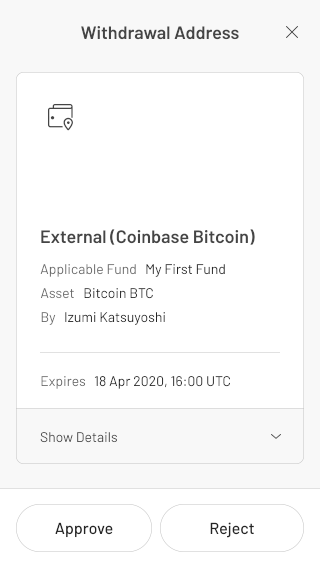 Withdrawal Address
External (Coinbase Bitcoin)
Applicable Fund My First Fund
Asset Bitcoin BTC
By Izumi Katsuyoshi
Expires 18 Apr 2020, 16:00 UTC
Show Details
Approve Reject